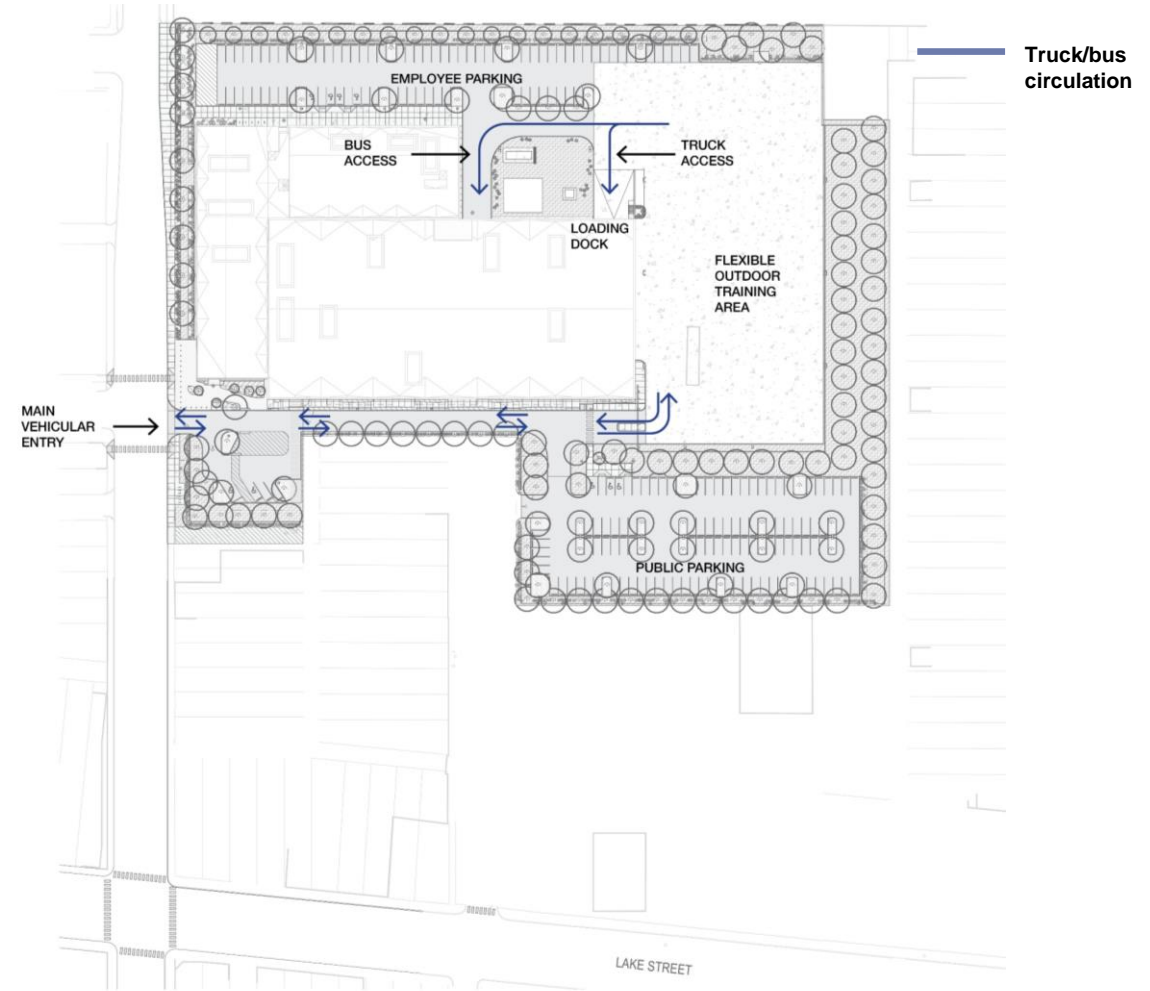 Truck/bus
circulation
EMPLOYEE PARKING
BUS
ACCESS
TRUCK
ACCESS
LOADING
DOCK
FLEXIBLE
OUTDOOR
TRAINING
AREA
MAIN
VEHICULAR
ENTRY
PUBLIC PARKING
LAKE STREET